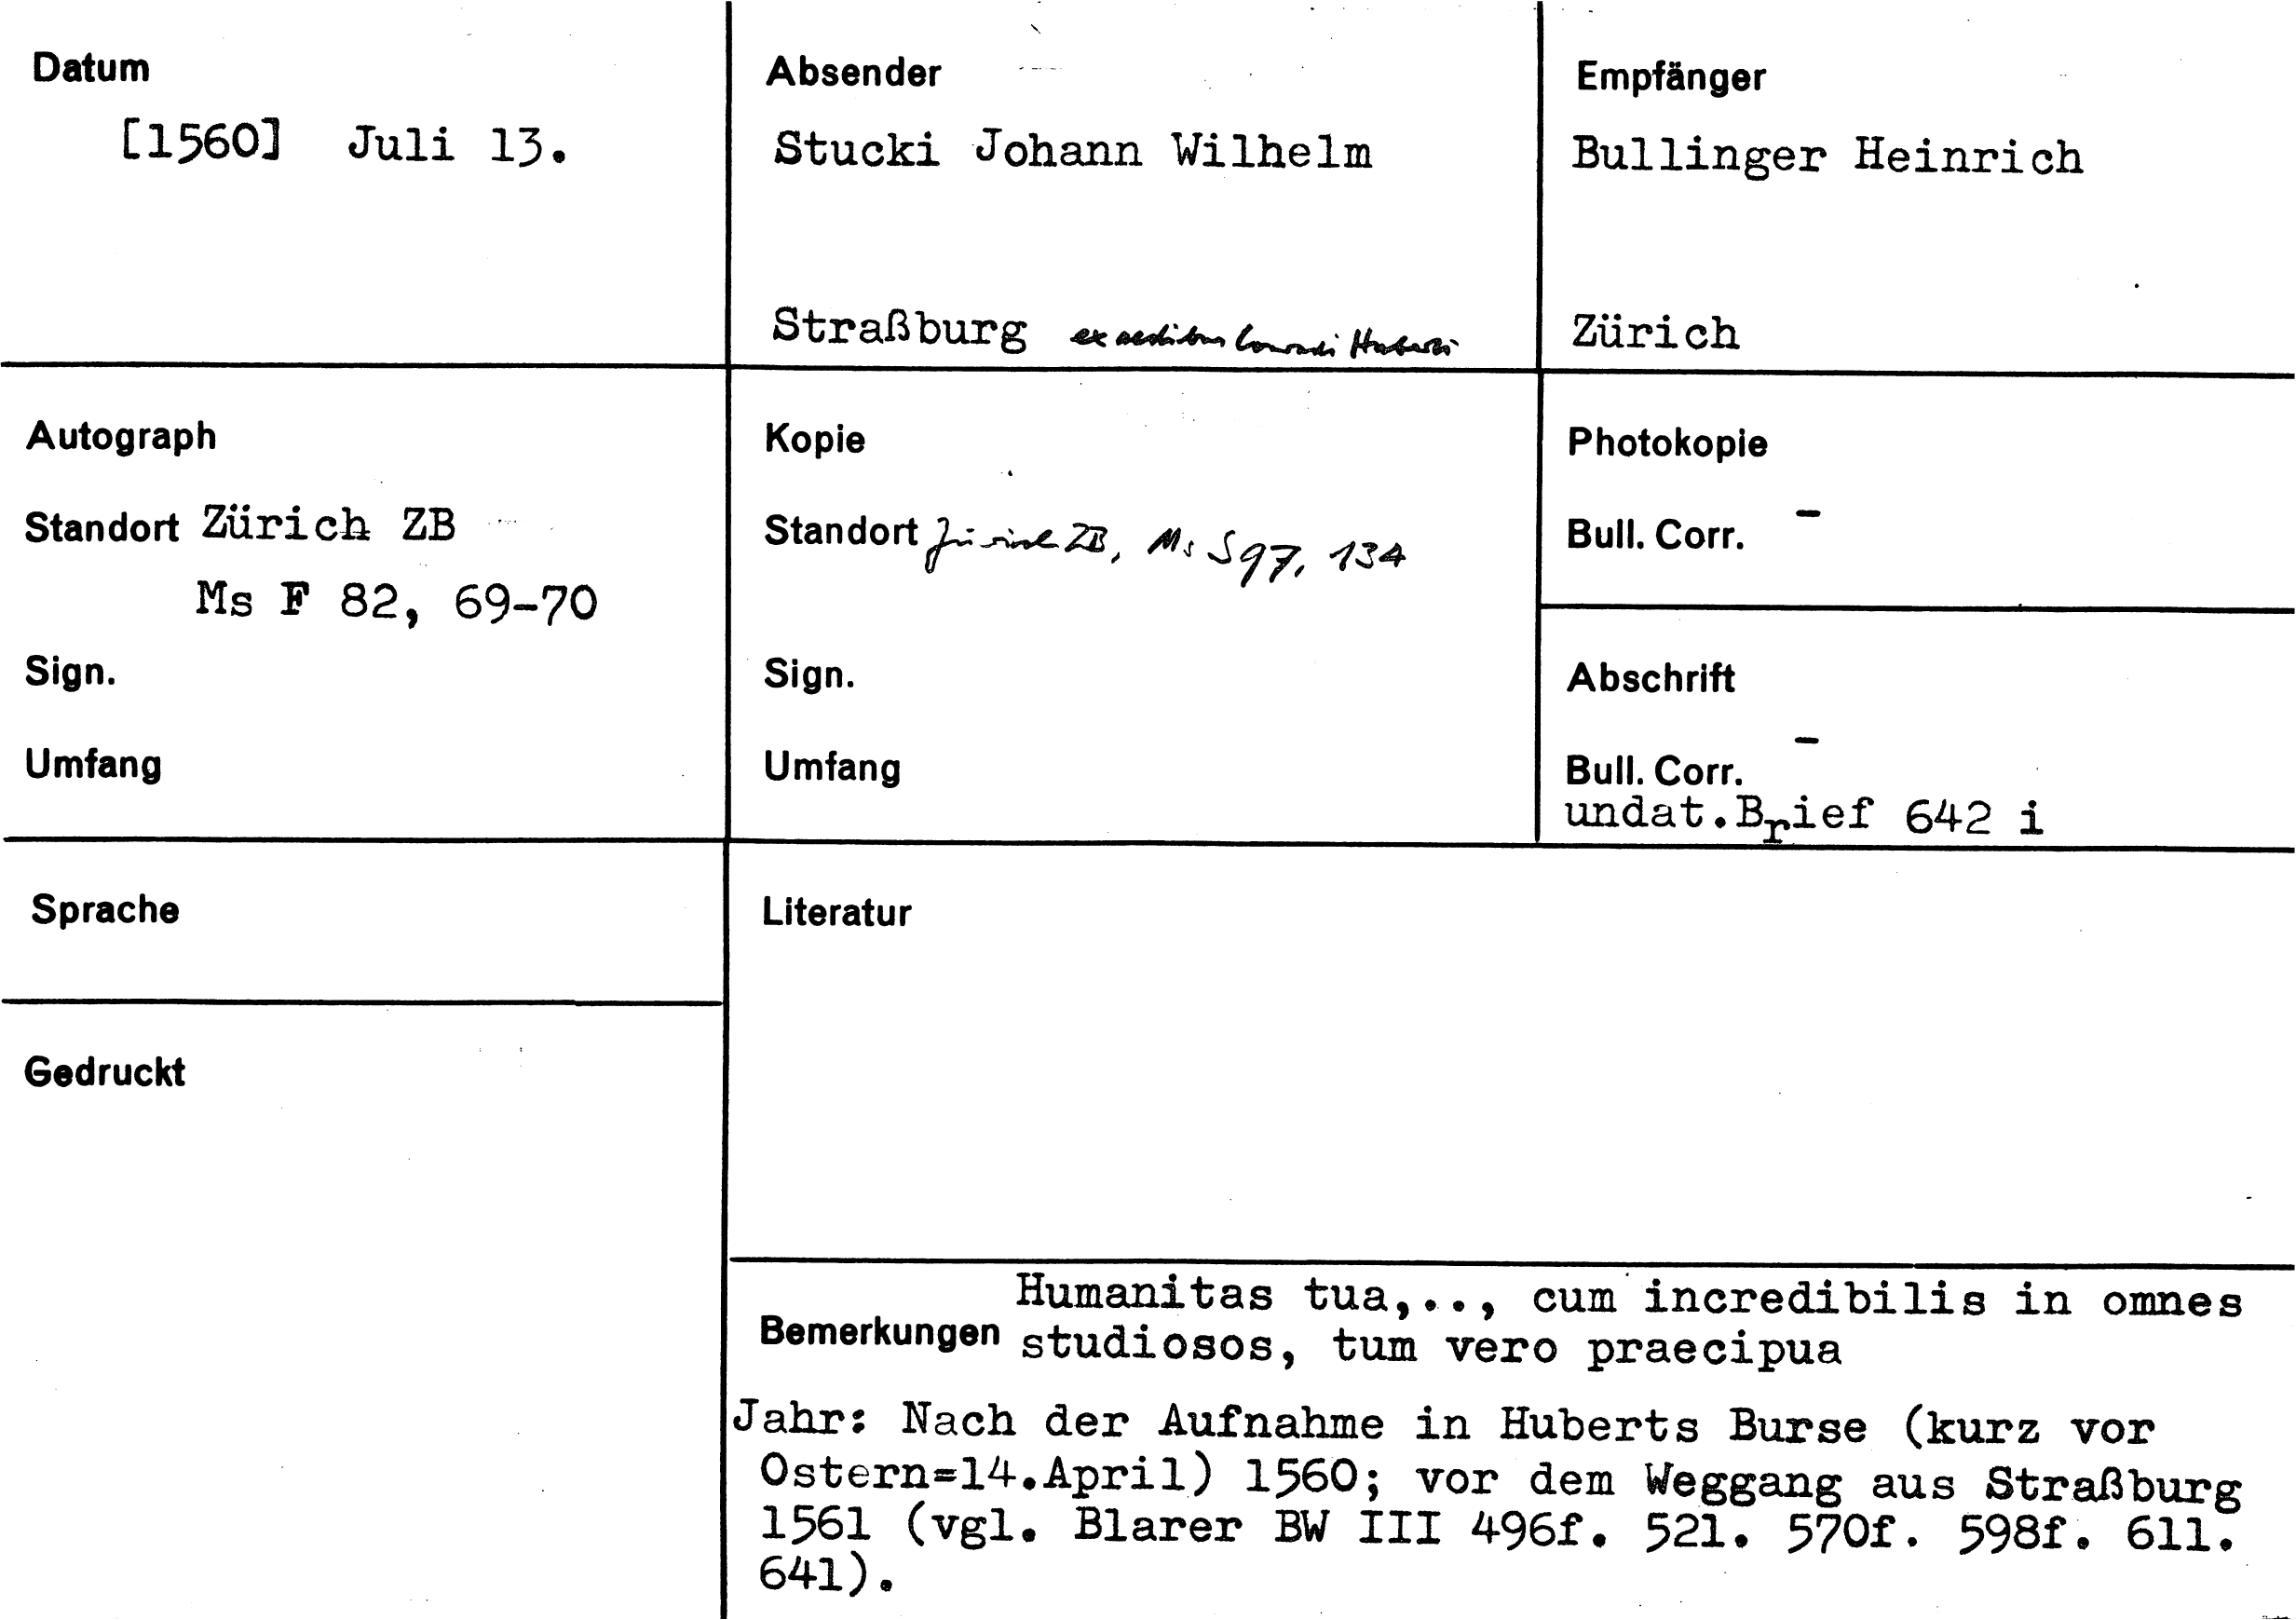 Datum
[1560] Juli 13.
Absender
Stucki Johann Wilhelm
Straßburg ex aedibus Conradi Huberti
Empfänger
Bullinger Heinrich
Zürich
Autograph
Standort Zürich ZB
Ms F 82, 69-70
Sign.
Umfang
Kopie
Standort Zürich ZB, Ms S 97, 134
Sign.
Umfang
Photokopie
Bull. Corr. -
Abschrift
Bull. Corr. -
undat.Brief 642 i
Sprache
Gedruckt
Literatur
Humanitas tua,.., cum incredibilis in omnes
Bemerkungen studiosos, tum vero praecipua
Jahr: Nach der Aufnahme in Huberts Burse (kurz vor
Ostern=14.April) 1560; vor dem Weggang aus Straßburg
1561 (vgl. Blarer BW III 496f. 521. 570f. 598f. 611.
641).